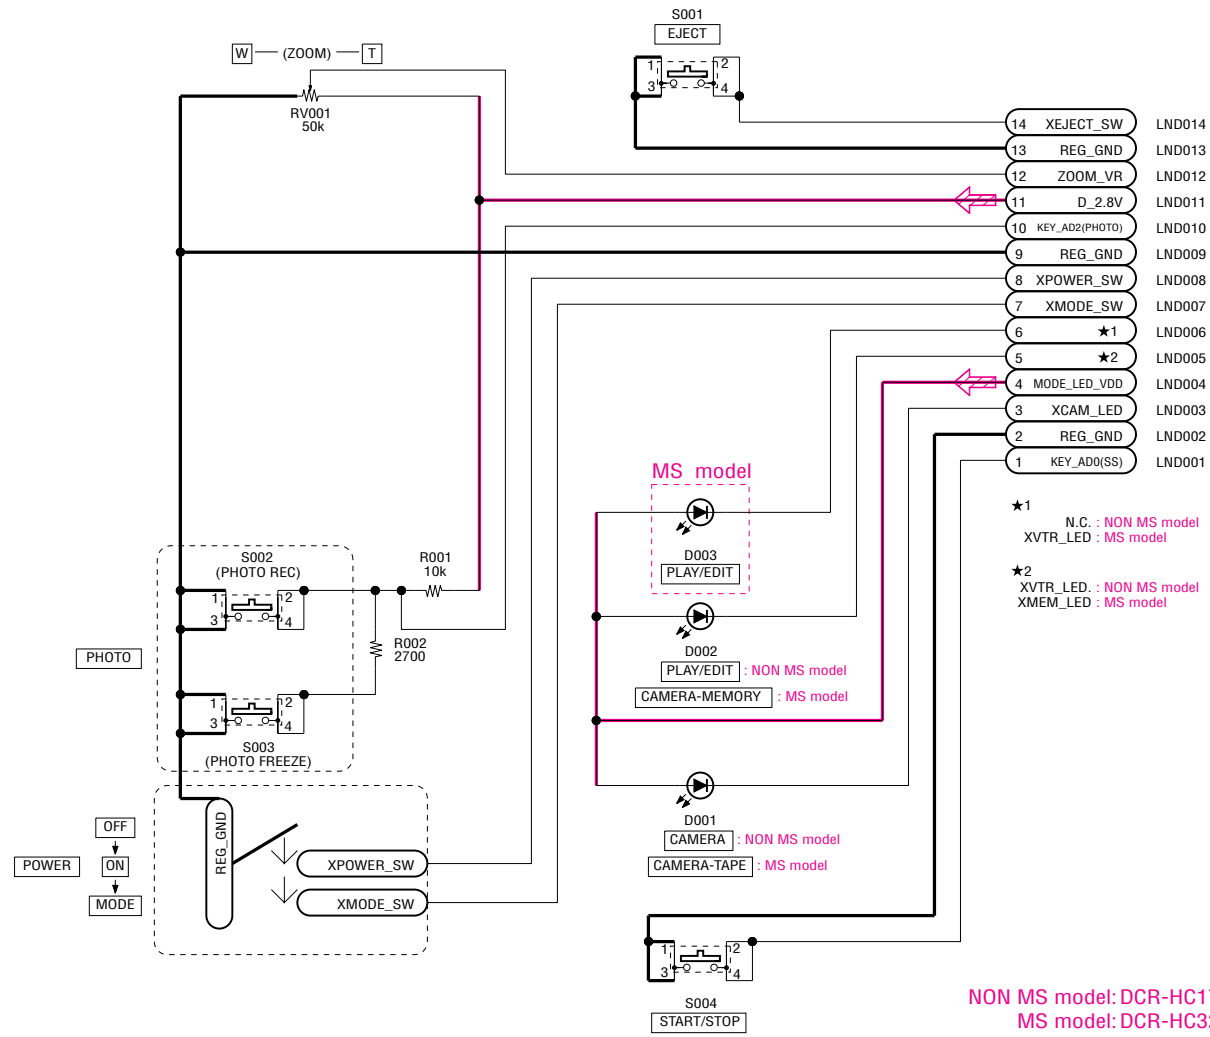 S001
EJECT
1 2
3 4
W (ZOOM) T
RV001
50k
14 XEJECT_SW LND014
13 REG_GND LND013
12 ZOOM_VR LND012
11 D_2.8V LND011
10 KEY_AD2(PHOTO) LND010
9 REG_GND LND009
8 XPOWER_SW LND008
7 XMODE_SW LND007
6 ★1 LND006
5 ★2 LND005
4 MODE_LED_VDD LND004
3 XCAM_LED LND003
2 REG_GND LND002
1 KEY_AD0(SS) LND001
★1
N.C. : NON MS model
XVTR_LED : MS model
★2
XVTR_LED. : NON MS model
XMEM_LED : MS model
MS model
D003
PLAY/EDIT
D002
PLAY/EDIT : NON MS model
CAMERA-MEMORY : MS model
D001
CAMERA : NON MS model
CAMERA-TAPE : MS model
S002
(PHOTO REC)
1 2
3 4
R001
10k
R002
2700
PHOTO
1 2
3 4
S003
(PHOTO FREEZE)
OFF
POWER ON
MODE
REG_GND
XPOWER_SW
XMODE_SW
1 2
3 4
S004
START/STOP
NON MS model: DCR-HC1
MS model: DCR-HC3